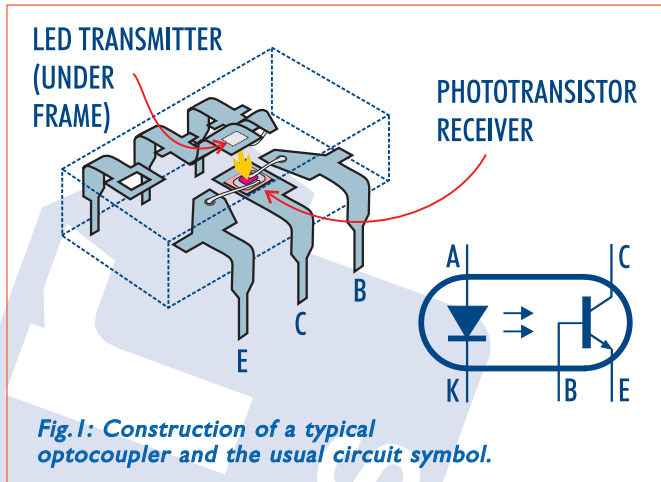 LED TRANSMITTER
(UNDER
FRAME)
PHOTOTRANSISTOR
RECEIVER
B
C
E
A
C
K
B
E
Fig.1: Construction of a typical
optocoupler and the usual circuit symbol.